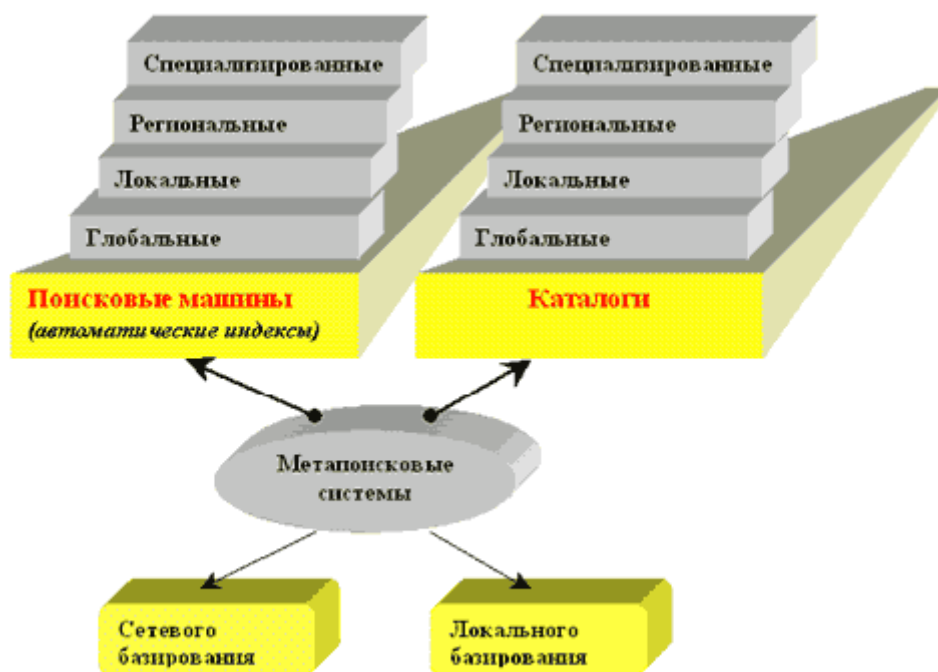 Специализированные
Региональные
Локальные
Глобальные
Поисковые машины
(автоматические индексы)
Специализированные
Региональные
Локальные
Глобальные
Каталоги
Метапоисковые
системы
Сетевого
базирования
Локального
базирования